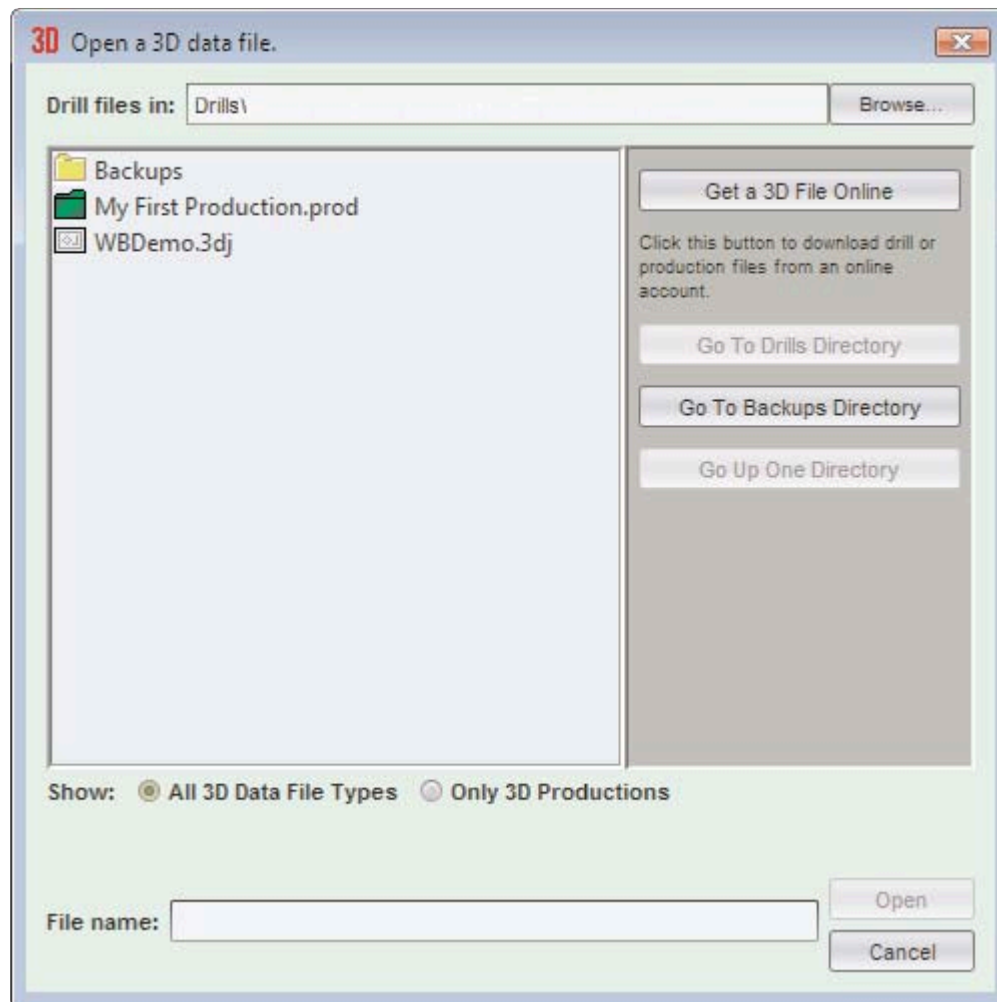 3D Open a 3D data file.
Drill files in: Drills\ Browse...
Backups
My First Production.prod
WBDemo.3dj
Get a 3D File Online
Click this button to download drill or
production files from an online
account.
Go To Drills Directory
Go To Backups Directory
Go Up One Directory
Show: All 3D Data File Types Only 3D Productions
Open
File name:
Cancel